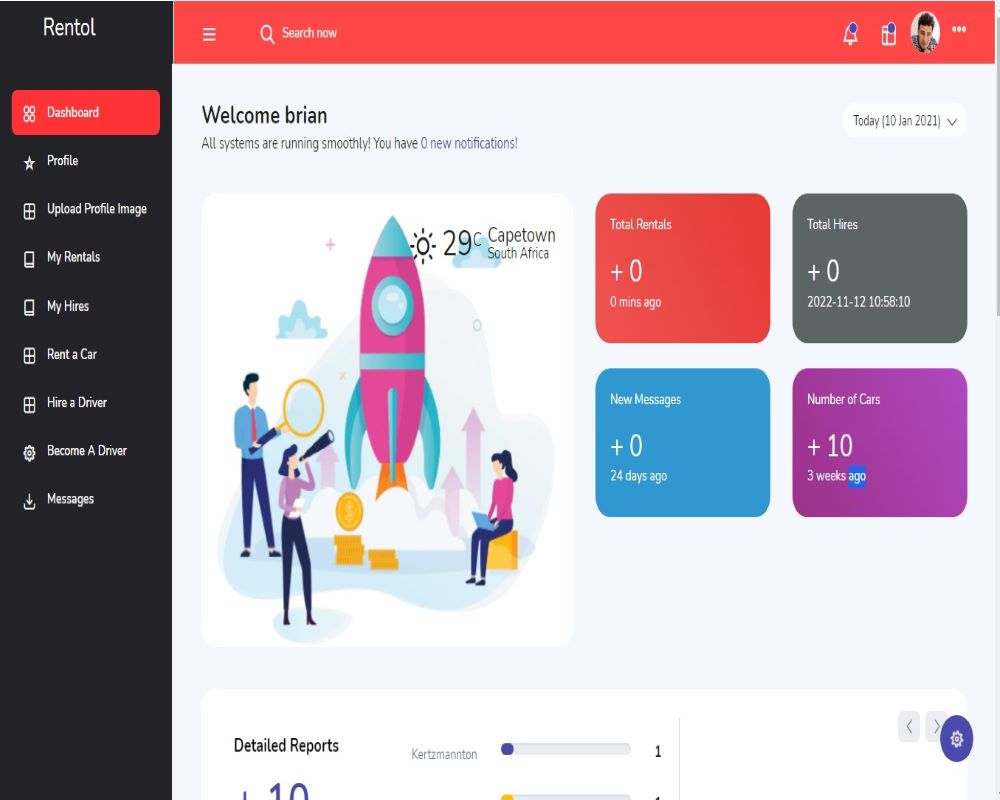 Rentol
Search now
Dashboard
Profile
Upload Profile Image
My Rentals
My Hires
Rent a Car
Hire a Driver
Become A Driver
Messages
Welcome brian
All systems are running smoothly! You have 0 new notifications!
Today (10 Jan 2021)
29C Capetown
South Africa
Total Rentals
+ 0
0 mins ago
Total Hires
+ 0
2022-11-12 10:58:10
New Messages
+ 0
24 days ago
Number of Cars
+ 10
3 weeks ago
Detailed Reports
+ 10
Kertzmannton
1